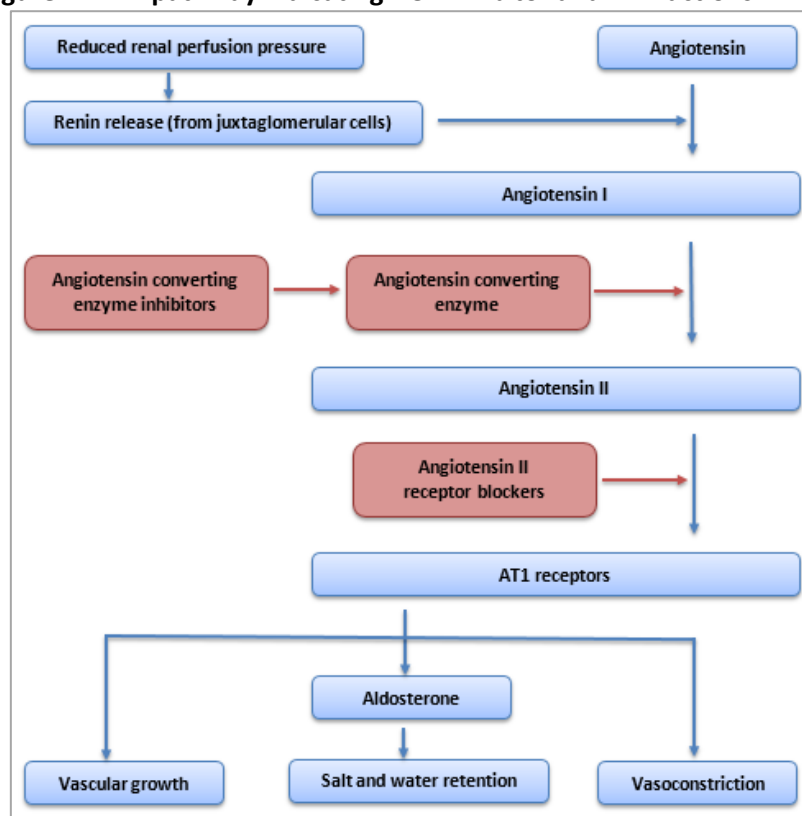 Reduced renal perfusion pressure
Angiotensin
Renin release (from juxtaglomerular cells)
Angiotensin I
Angiotensin converting
enzyme inhibitors
Angiotensin converting
enzyme
Angiotensin II
Angiotensin II
receptor blockers
AT1 receptors
Aldosterone
Vascular growth
Salt and water retention
Vasoconstriction